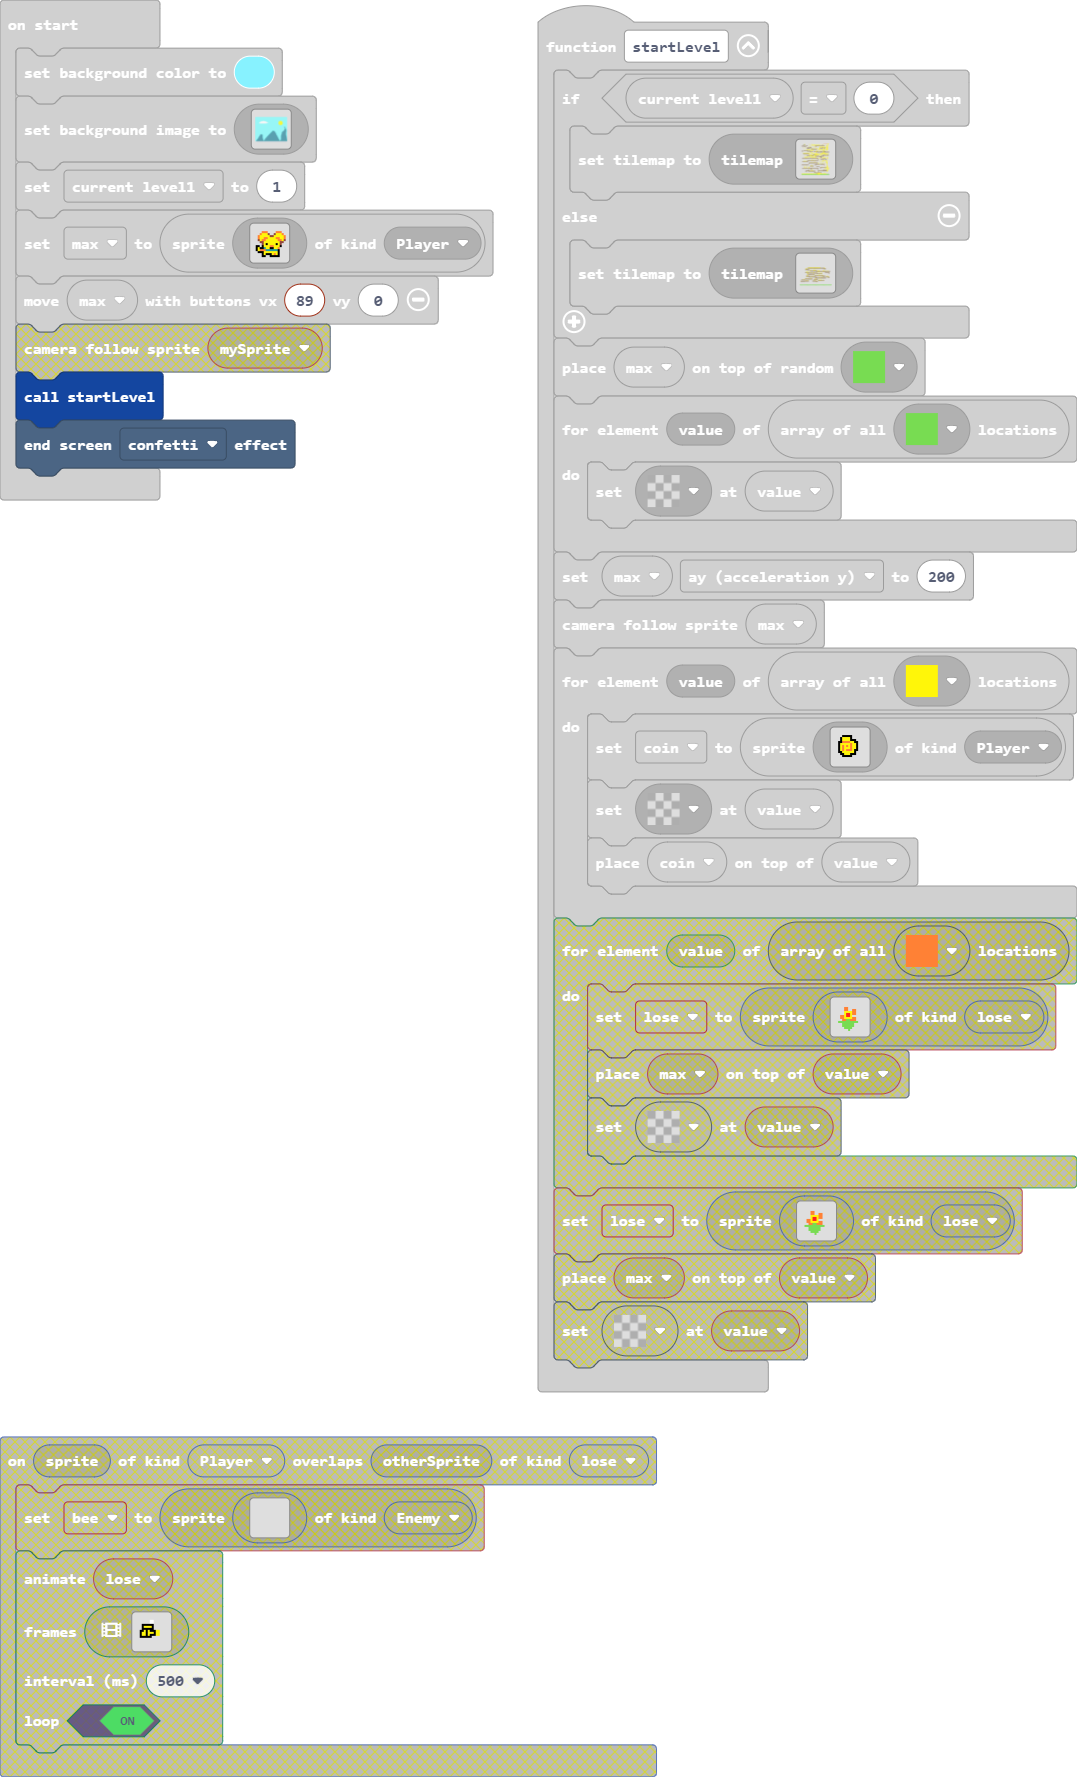 on start
set background color to
set background image to
set current level1 to 1
set max to sprite of kind Player
move max with buttons vx 89 vy 0
camera follow sprite mySprite
call startLevel
end screen confetti effect
function startLevel
if current level1 = 0 then
set tilemap to tilemap
else
set tilemap to tilemap
place max on top of random
for element value of array of all locations
do
set at value
set max ay (acceleration y) to 200
camera follow sprite max
for element value of array of all locations
do
set coin to sprite of kind Player
set at value
place coin on top of value
for element value of array of all locations
do
set lose to sprite of kind lose
place max on top of value
set at value
set lose to sprite of kind lose
place max on top of value
set at value
on sprite of kind Player overlaps otherSprite of kind lose
set bee to sprite of kind Enemy
animate lose
frames
interval (ms) 500
loop ON